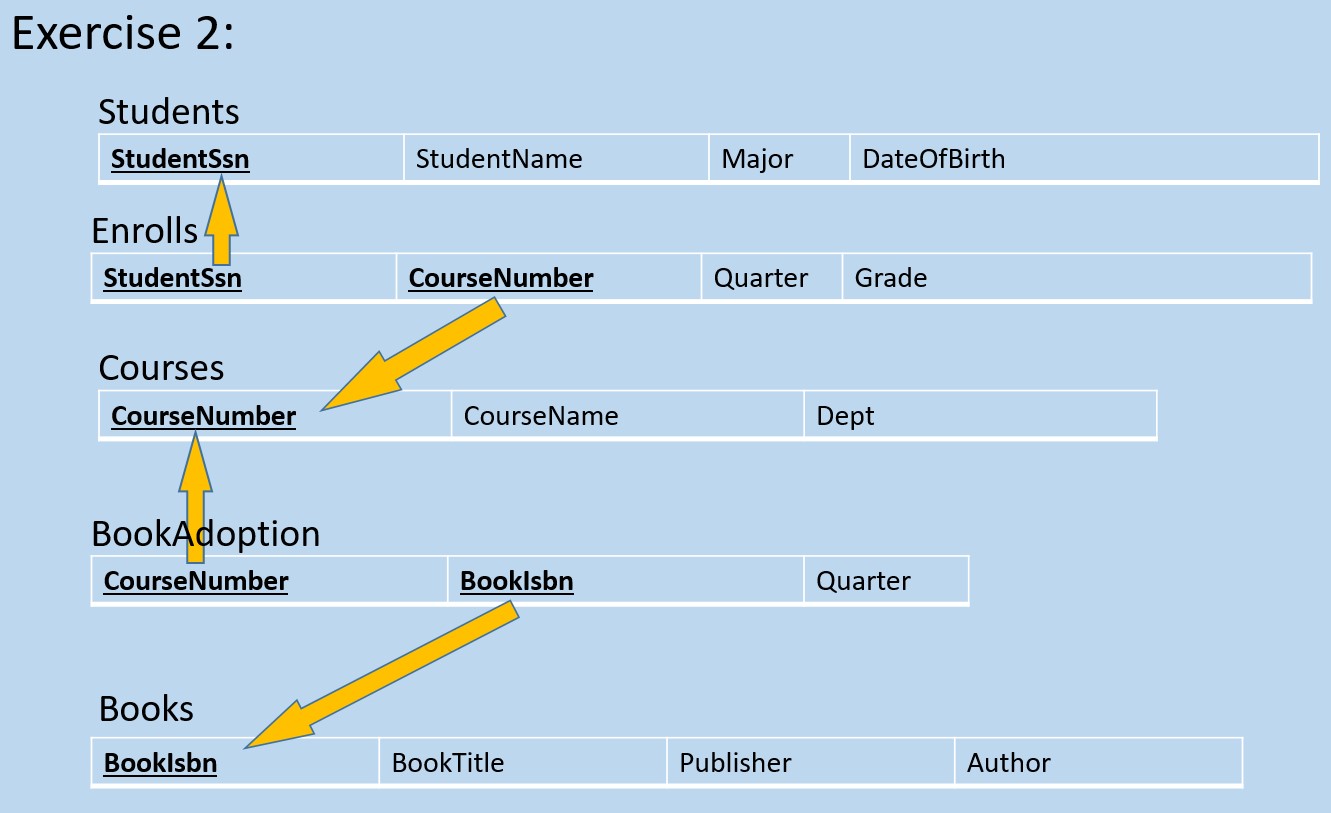 Exercise 2:
Students
StudentSsn StudentName Major DateOfBirth
Enrolls
StudentSsn CourseNumber Quarter Grade
Courses
CourseNumber CourseName Dept
BookAdoption
CourseNumber BookIsbn Quarter
Books
BookIsbn BookTitle Publisher Author